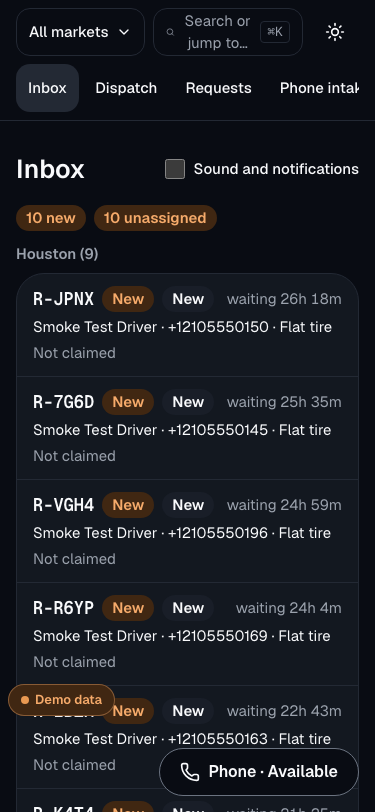 All markets
Search or jump to…
⌘K
Inbox
Dispatch
Requests
Phone intak
Inbox
Sound and notifications
10 new
10 unassigned
Houston (9)
R-JPNX New New waiting 26h 18m
Smoke Test Driver · +12105550150 · Flat tire
Not claimed
R-7G6D New New waiting 25h 35m
Smoke Test Driver · +12105550145 · Flat tire
Not claimed
R-VGH4 New New waiting 24h 59m
Smoke Test Driver · +12105550196 · Flat tire
Not claimed
R-R6YP New New waiting 24h 4m
Smoke Test Driver · +12105550169 · Flat tire
Not claimed
Demo data
New New waiting 22h 43m
Smoke Test Driver · +12105550163 · Flat tire
Not claimed
Phone · Available